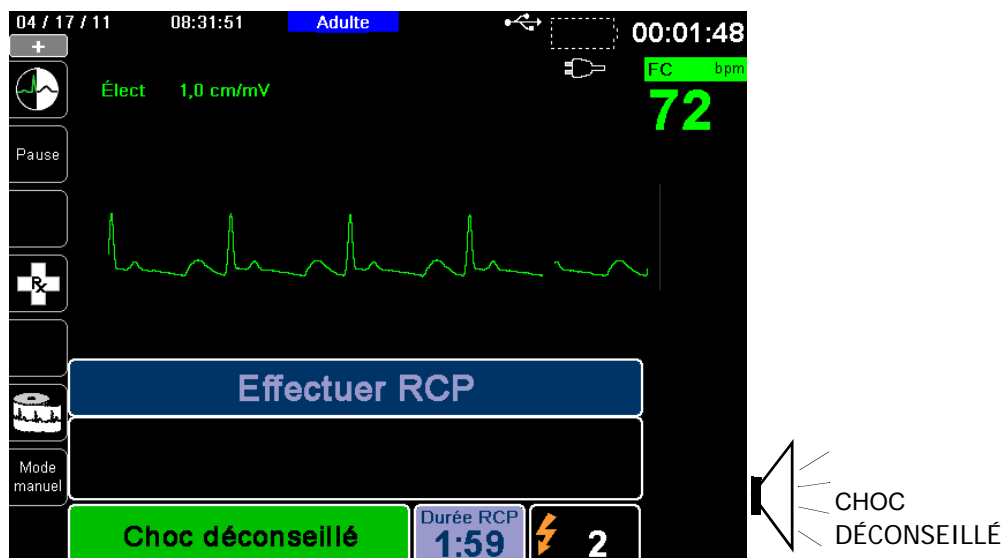 04 / 17 / 11 08:31:51 Adulte 00:01:48
+
FC bpm
Élect 1,0 cm/mV
72
Pause
Rx
Effectuer RCP
Mode
manuel
Choc déconseillé
Durée RCP
1:59
2
CHOC
DÉCONSEILLÉ